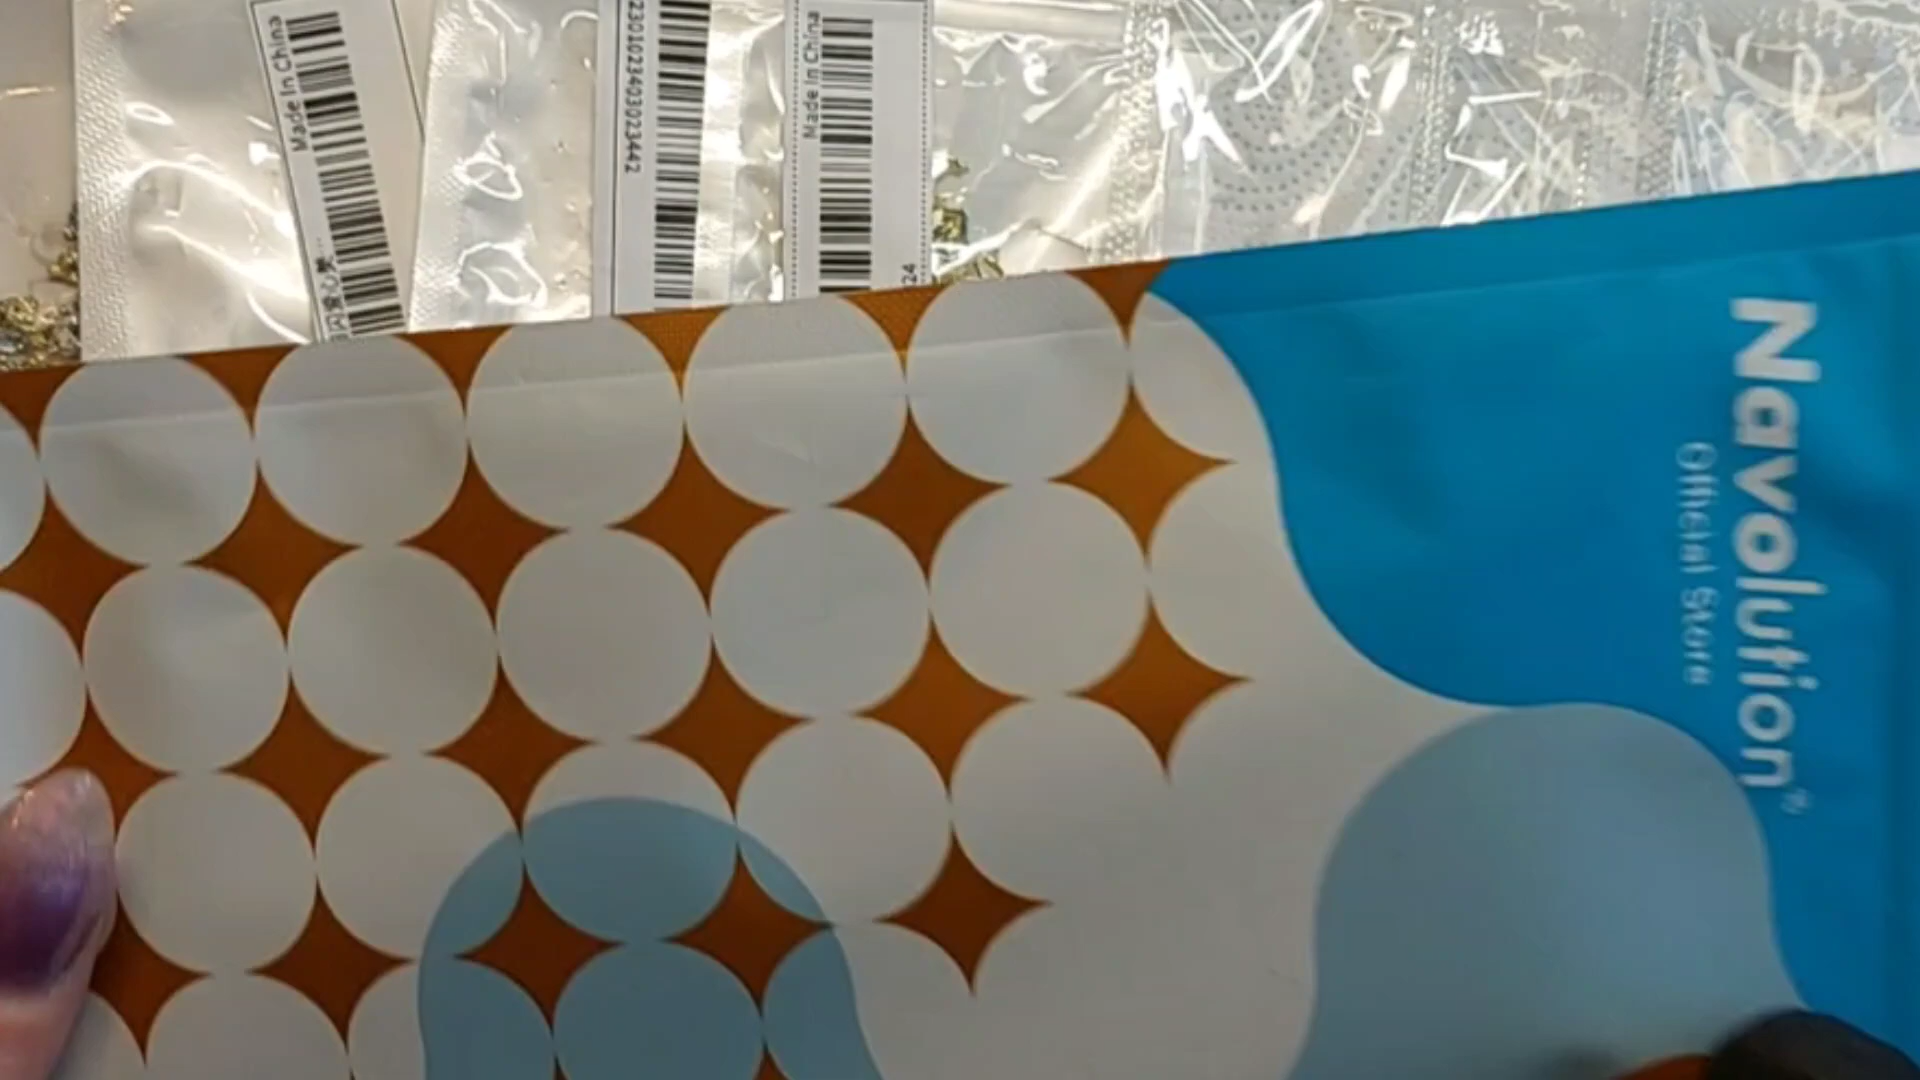 Made In China
2301023403023442
Made In China
24
Navolution®
Official Store